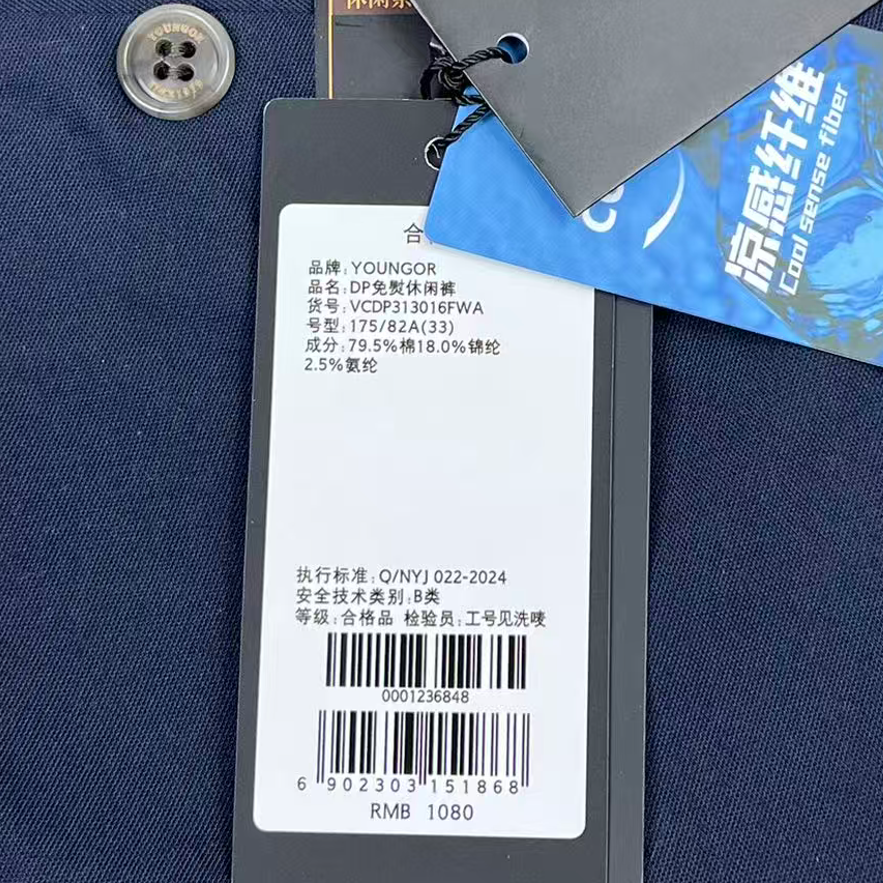 YOUNGOR
休闲
合
品牌:YOUNGOR
品名:DP免熨休闲裤
货号:VCDP313016FWA
号型:175/82A(33)
成分:79.5%棉18.0%锦纶
2.5%氨纶
执行标准:Q/NYJ 022-2024
安全技术类别:B类
等级:合格品 检验员:工号见洗唛
0001236848
6 902303 151868
RMB 1080
凉感纤维
Cool sense fiber